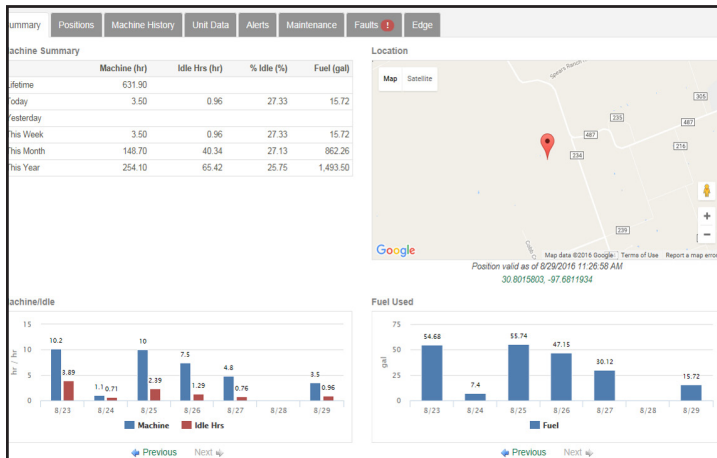 ummary Positions Machine History Unit Data Alerts Maintenance Faults ! Edge
achine Summary
Machine (hr) Idle Hrs (hr) % Idle (%) Fuel (gal)
ifetime 631.90
oday 3.50 0.96 27.33 15.72
esterday
his Week 3.50 0.96 27.33 15.72
his Month 148.70 40.34 27.13 862.26
his Year 254.10 65.42 25.75 1,493.50
Location
Map Satellite
Ranch
305
235
487
487
216
234
239
Cobb C
+
−
Google
Map data ©2016 Google Terms of Use Report a map error
Position valid as of 8/29/2016 11:26:58 AM
30.8015803, -97.6811934
achine/Idle
hr / hr
15
10
5
0
10.2 3.89 1.1 0.71 10 2.39 7.5 1.29 4.8 0.76 3.5 0.96
8/23 8/24 8/25 8/26 8/27 8/28 8/29
Machine Idle Hrs
Previous Next
Fuel Used
gal
75
50
25
0
54.68 7.4 55.74 47.15 30.12 15.72
8/23 8/24 8/25 8/26 8/27 8/28 8/29
Fuel
Previous Next